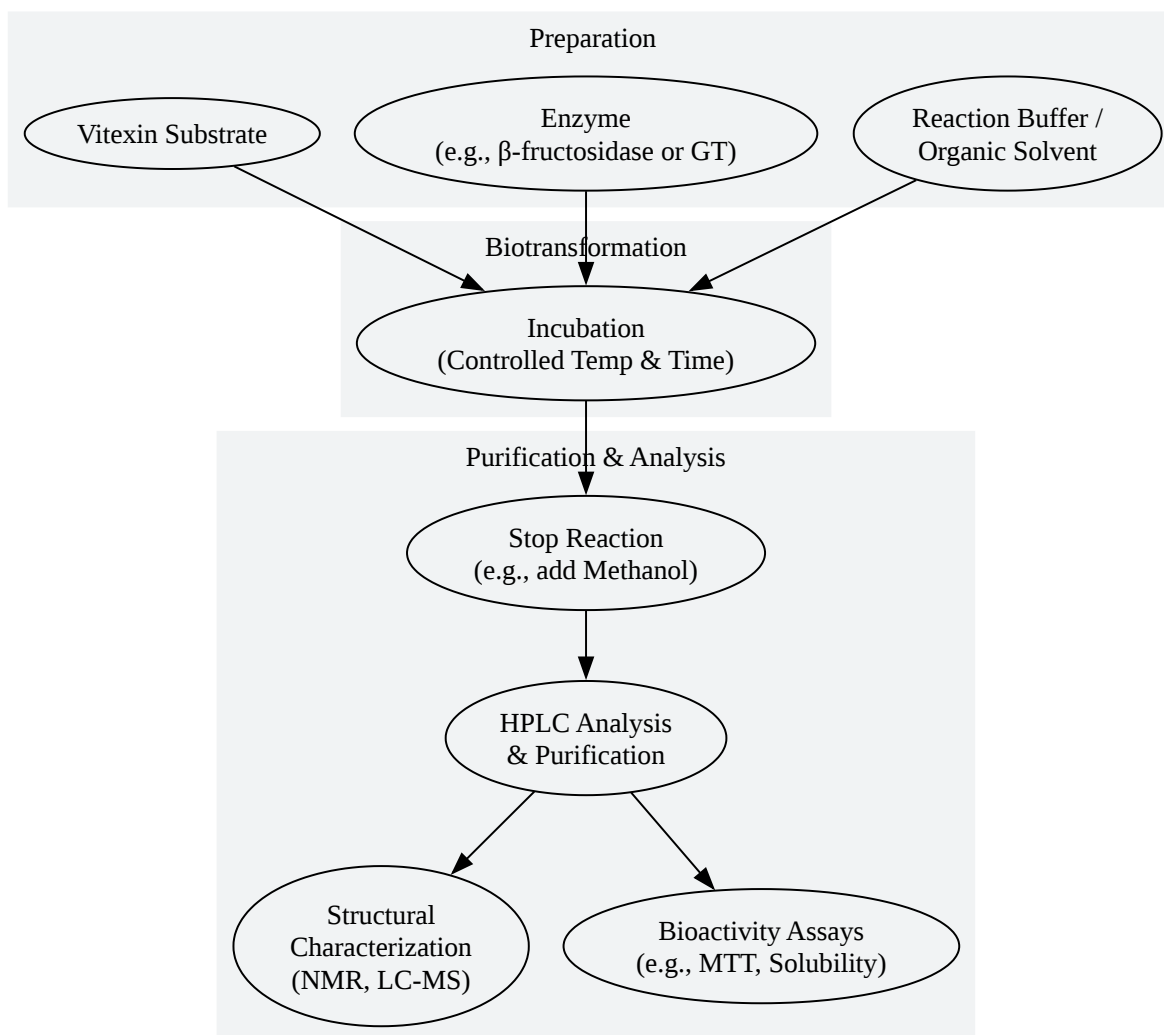 Preparation
Vitexin Substrate
Enzyme
(e.g., β-fructosidase or GT)
Reaction Buffer /
Organic Solvent
Biotransformation
Incubation
(Controlled Temp & Time)
Purification & Analysis
Stop Reaction
(e.g., add Methanol)
HPLC Analysis
& Purification
Structural
Characterization
(NMR, LC-MS)
Bioactivity Assays
(e.g., MTT, Solubility)